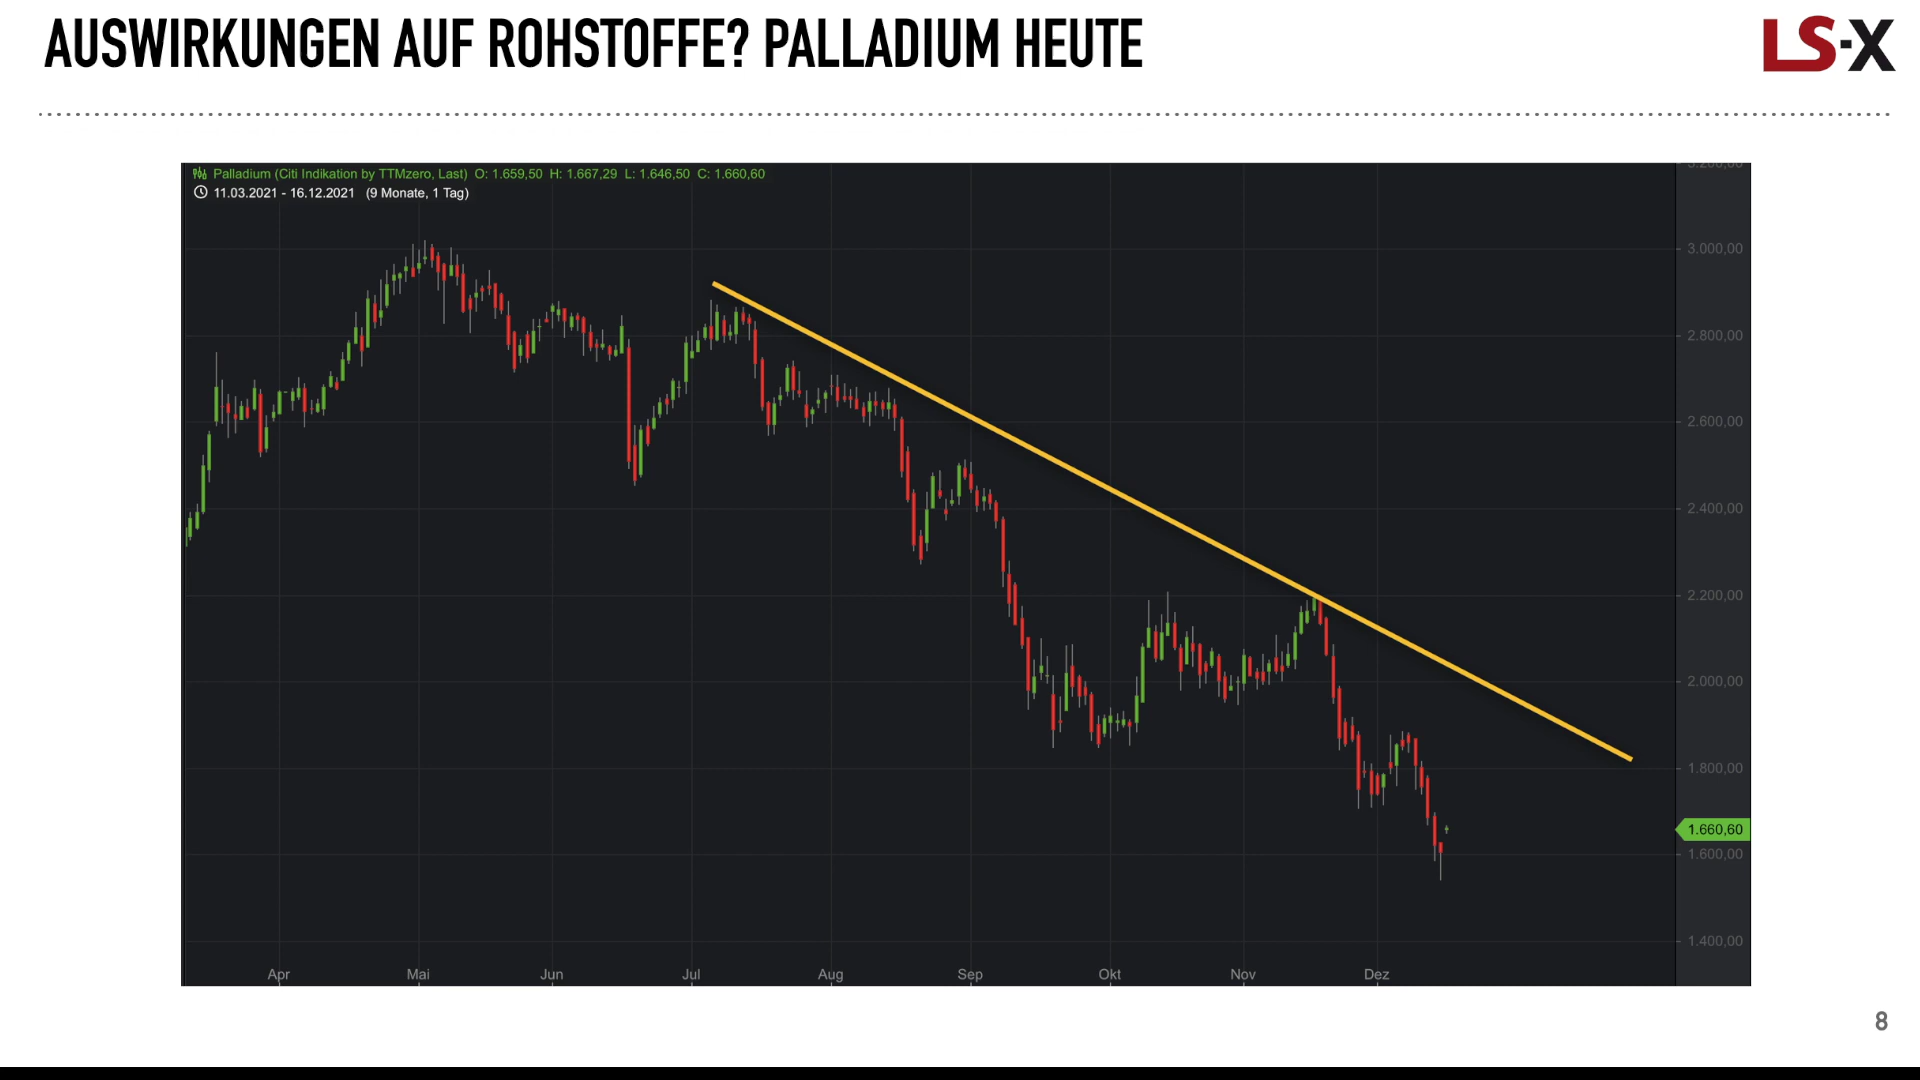 AUSWIRKUNGEN AUF ROHSTOFFE? PALLADIUM HEUTE
LS-X
Palladium (Citi Indikation by TTMzero, Last) O: 1.659,50 H: 1.667,29 L: 1.646,50 C: 1.660,60
11.03.2021 - 16.12.2021 (9 Monate, 1 Tag)
3.200,00
3.000,00
2.800,00
2.600,00
2.400,00
2.200,00
2.000,00
1.800,00
1.660,60
1.600,00
1.400,00
Apr Mai Jun Jul Aug Sep Okt Nov Dez
8